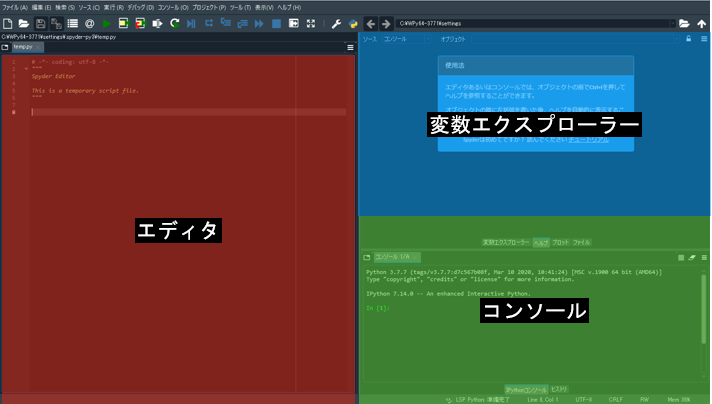 ファイル (A) 編集 (E) 検索 (S) ソース (C) 実行 (R) デバッグ (D) コンソール (O) プロジェクト (P) ツール (T) 表示 (V) ヘルプ (H)
C:¥WPy64-3771¥settings¥.spyder-py3¥temp.py
temp.py
1 # -*- coding: utf-8 -*-
2 """
3 Spyder Editor
4
5 This is a temporary script file.
6 """
7
8
エディタ
C:¥WPy64-3771¥settings
ソース コンソール オブジェクト
使用法
エディタあるいはコンソールでは、オブジェクトの前でCtrl+Iを押して
ヘルプを参照することができます。
変数エクスプローラー
チュートリアル
変数エクスプローラー ヘルプ プロット ファイル
コンソール 1/A
Python 3.7.7 (tags/v3.7.7:d7c567b08f, Mar 10 2020, 10:41:24) [MSC v.1900 64 bit (AMD64)]
Type "copyright", "credits" or "license" for more information.
IPython 7.14.0 -- An enhanced Interactive Python.
In [1]:
コンソール
IPythonコンソール ヒストリ
LSP Python 準備完了 Line 8, Col 1 UTF-8 CRLF RW Mem 38%